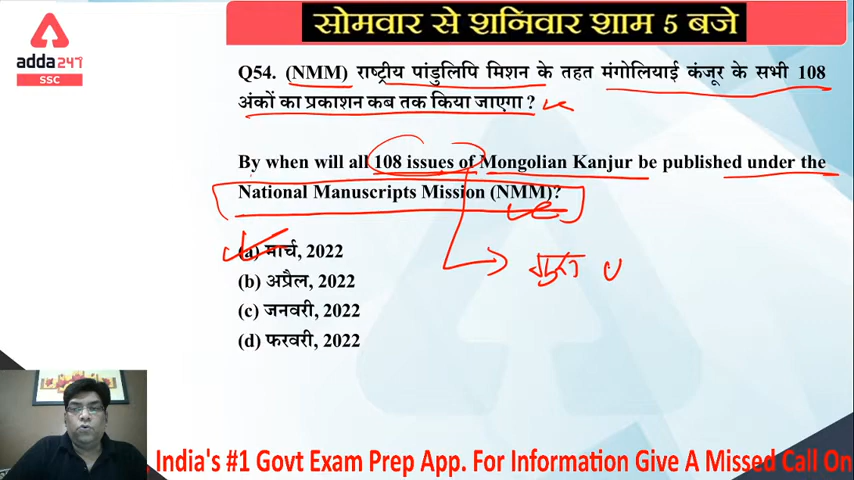 सोमवार से शनिवार शाम 5 बजे
adda247
SSC
Q54. (NMM) राष्ट्रीय पांडुलिपि मिशन के तहत मंगोलियाई कंजूर के सभी 108
अंकों का प्रकाशन कब तक किया जाएगा ?
By when will all 108 issues of Mongolian Kanjur be published under the
National Manuscripts Mission (NMM)?
(a) मार्च, 2022
(b) अप्रैल, 2022
(c) जनवरी, 2022
(d) फरवरी, 2022
, India's #1 Govt Exam Prep App. For Information Give A Missed Call On